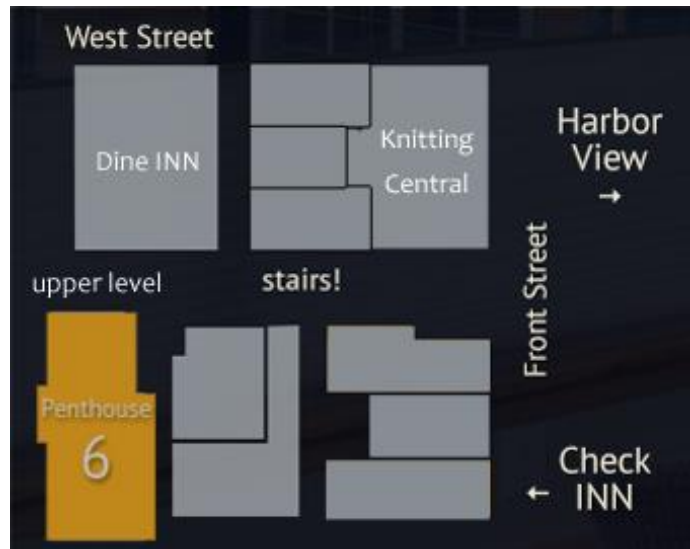 West Street
Dine INN
Knitting
Central
Harbor
View
→
Front Street
upper level
stairs!
Penthouse
6
Check
← INN